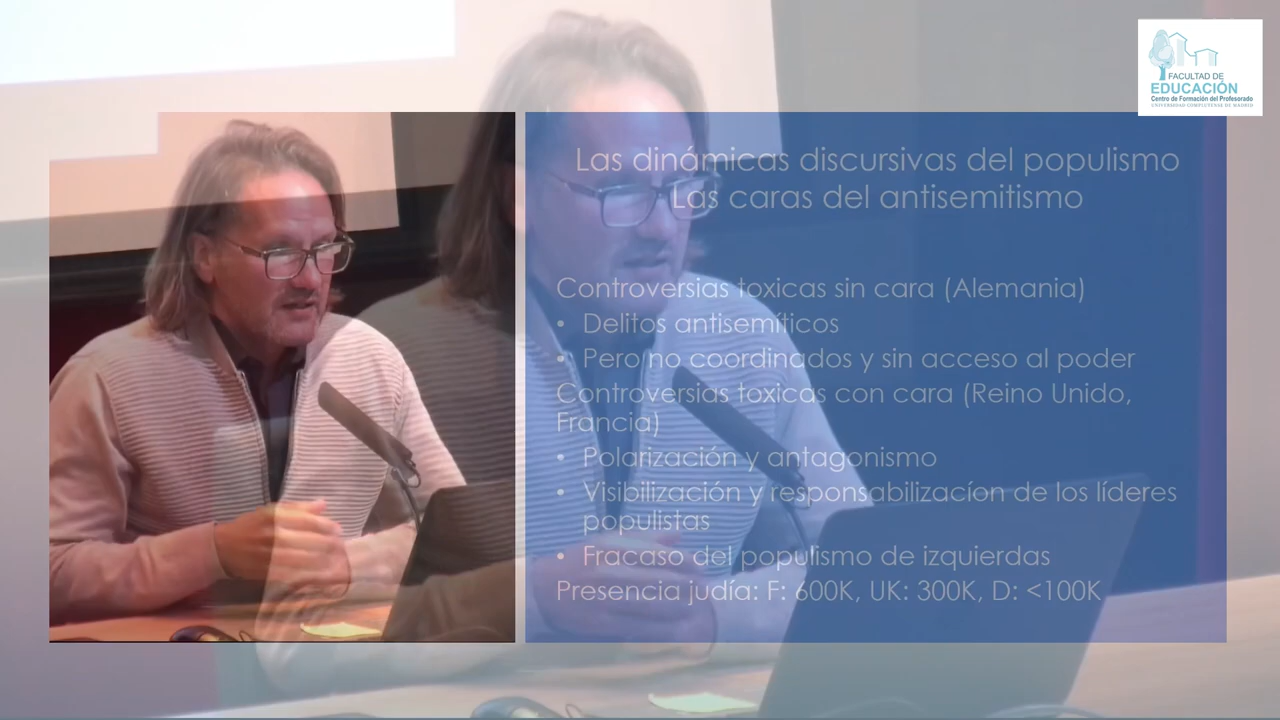 FACULTAD DE
EDUCACIÓN
Centro de Formación del Profesorado
UNIVERSIDAD COMPLUTENSE DE MADRID
Las dinámicas discursivas del populismo
Las caras del antisemitismo
Controversias toxicas sin cara (Alemania)
• Delitos antisemiticos
• Pero no coordinados y sin acceso al poder
Controversias toxicas con cara (Reino Unido,
Francia)
• Polarización y antagonismo
• Visibilización y responsabilizacíon de los líderes
populistas
• Fracaso del populismo de izquierdas
Presencia judía: F: 600K, UK: 300K, D: <100K